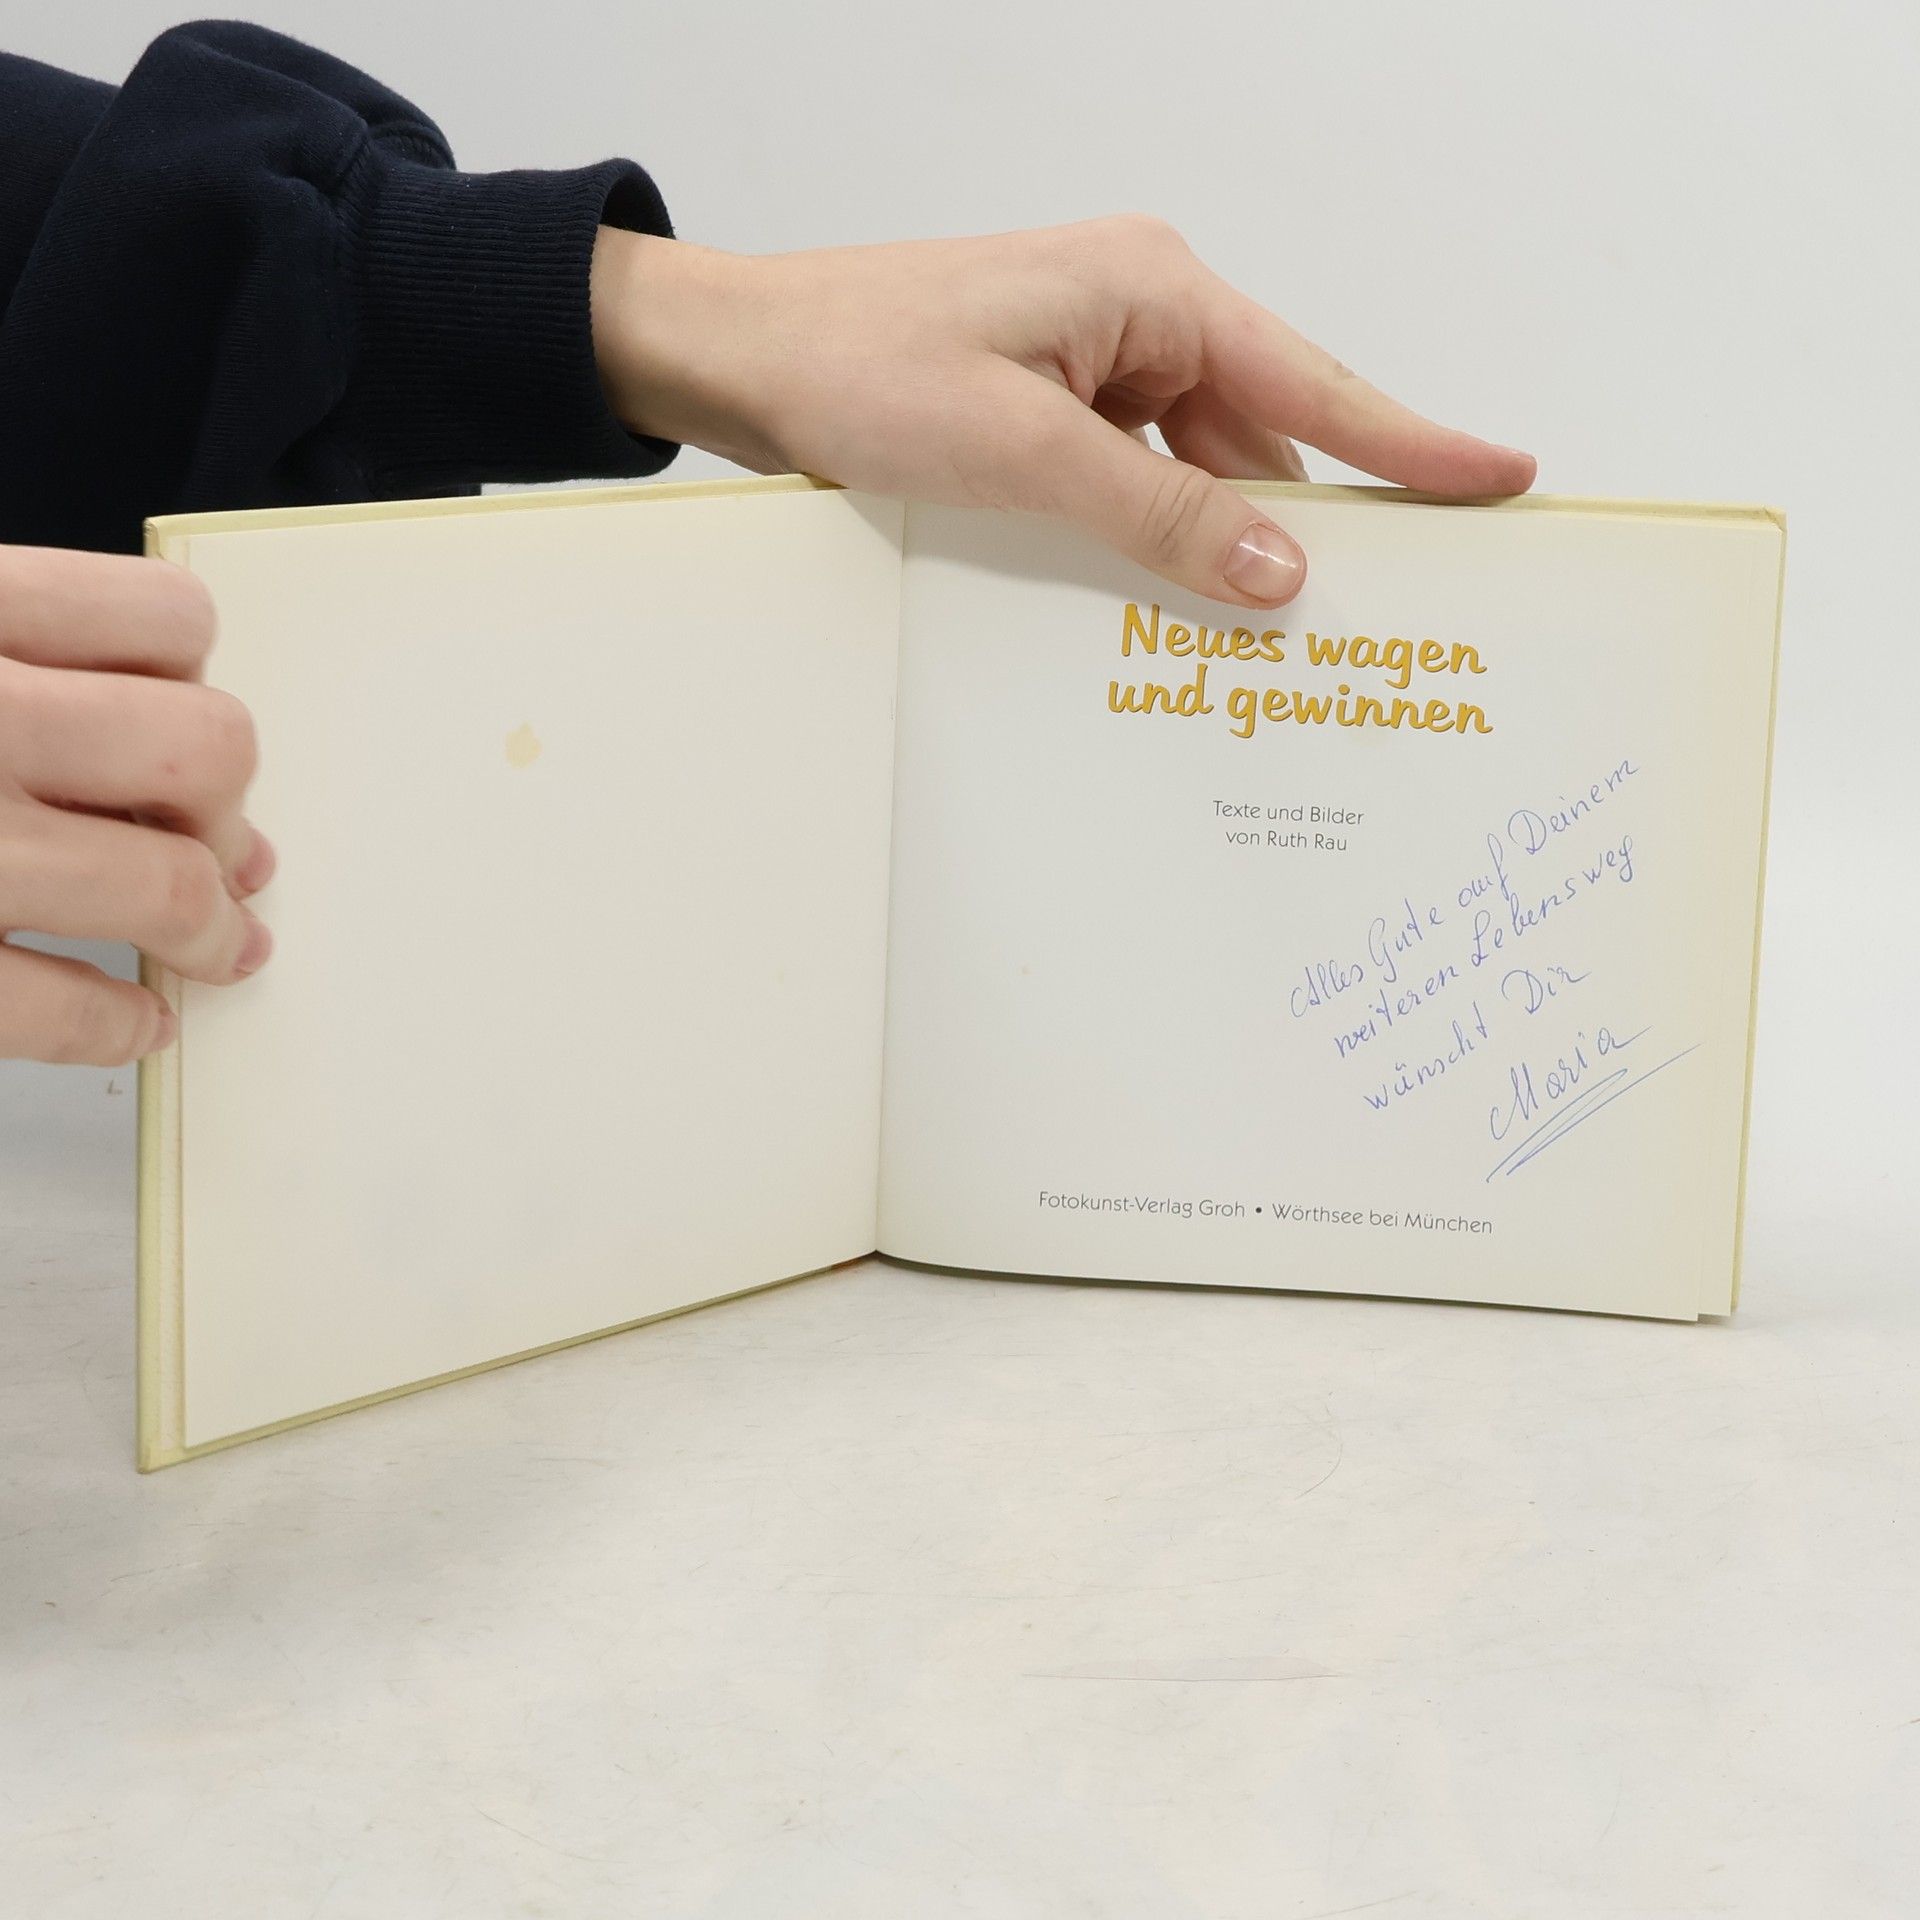 Neues wagen
und gewinnen
Texte und Bilder
von Ruth Rau
Alles Gute auf Deinem
weiteren Lebensweg
wünscht Dir
Maria
Fotokunst-Verlag Groh • Wörthsee bei München